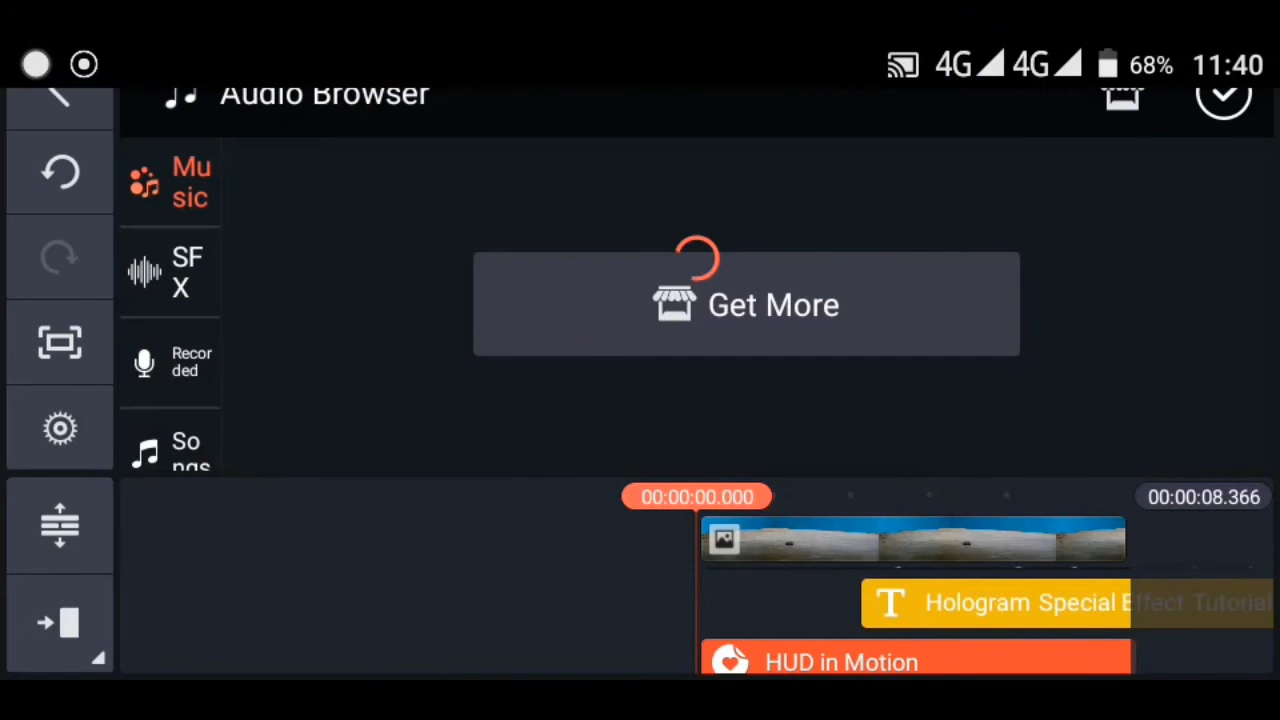 4G 4G 68% 11:40
Audio Browser
Mu
sic
SF
X
Recor
ded
So
ngs
Get More
00:00:00.000
00:00:08.366
T Hologram Special Effect Tutorial
HUD in Motion